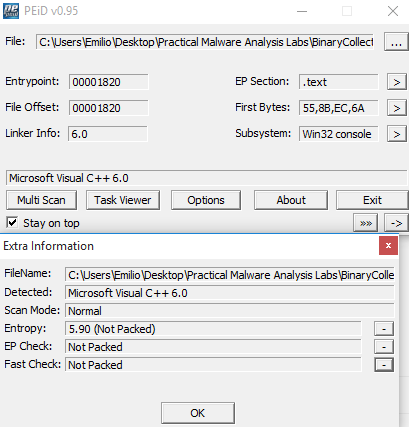 PEiD v0.95
File: C:\Users\Emilio\Desktop\Practical Malware Analysis Labs\BinaryCollect ...
Entrypoint: 00001820 EP Section: .text >
File Offset: 00001820 First Bytes: 55,8B,EC,6A >
Linker Info: 6.0 Subsystem: Win32 console >
Microsoft Visual C++ 6.0
Multi Scan Task Viewer Options About Exit
Stay on top »» ->
Extra Information x
FileName: C:\Users\Emilio\Desktop\Practical Malware Analysis Labs\BinaryColle
Detected: Microsoft Visual C++ 6.0
Scan Mode: Normal
Entropy: 5.90 (Not Packed) -
EP Check: Not Packed -
Fast Check: Not Packed -
OK